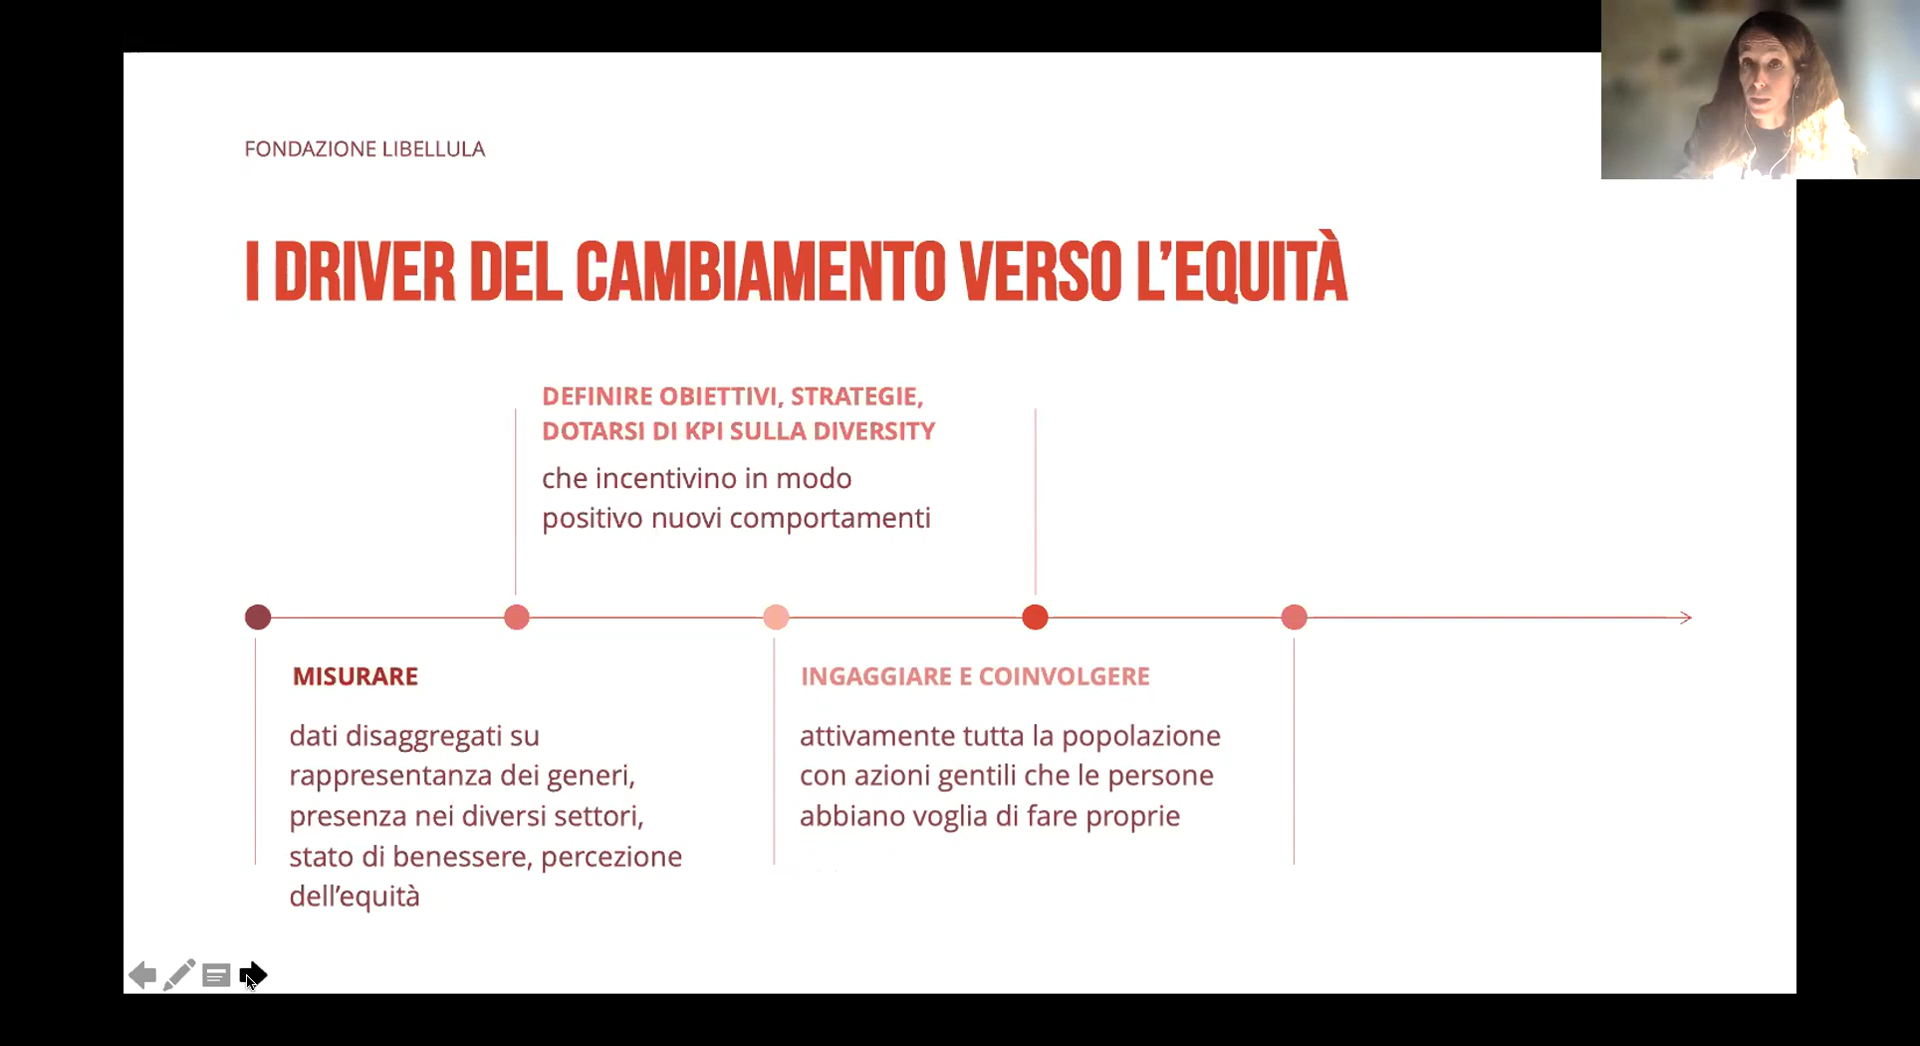 FONDAZIONE LIBELLULA
I DRIVER DEL CAMBIAMENTO VERSO L’EQUITÀ
DEFINIRE OBIETTIVI, STRATEGIE,
DOTARSI DI KPI SULLA DIVERSITY
che incentivino in modo
positivo nuovi comportamenti
MISURARE
dati disaggregati su
rappresentanza dei generi,
presenza nei diversi settori,
stato di benessere, percezione
dell’equità
INGAGGIARE E COINVOLGERE
attivamente tutta la popolazione
con azioni gentili che le persone
abbiano voglia di fare proprie